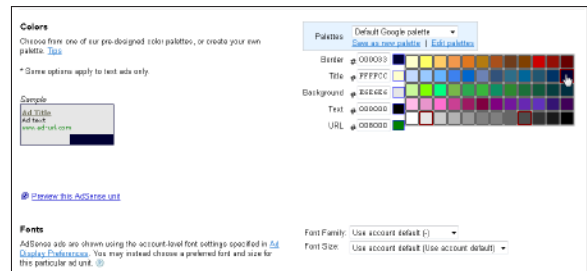 Colors
Choose from one of our pre-designed color palettes, or create your own
palette. Tips
* Some options apply to text ads only.
Sample
Ad Title
Ad text
www.ad-url.com
Preview this AdSense unit
Palettes Default Google palette
Save as new palette | Edit palettes
Border # 000033
Title # FFFFCC
Background # E6E6E6
Text # 000000
URL # 008000
Fonts
AdSense ads are shown using the account-level font settings specified in Ad
Display Preferences. You may instead choose a preferred font and size for
this particular ad unit.
Font Family: Use account default (-)
Font Size: Use account default (Use account default)